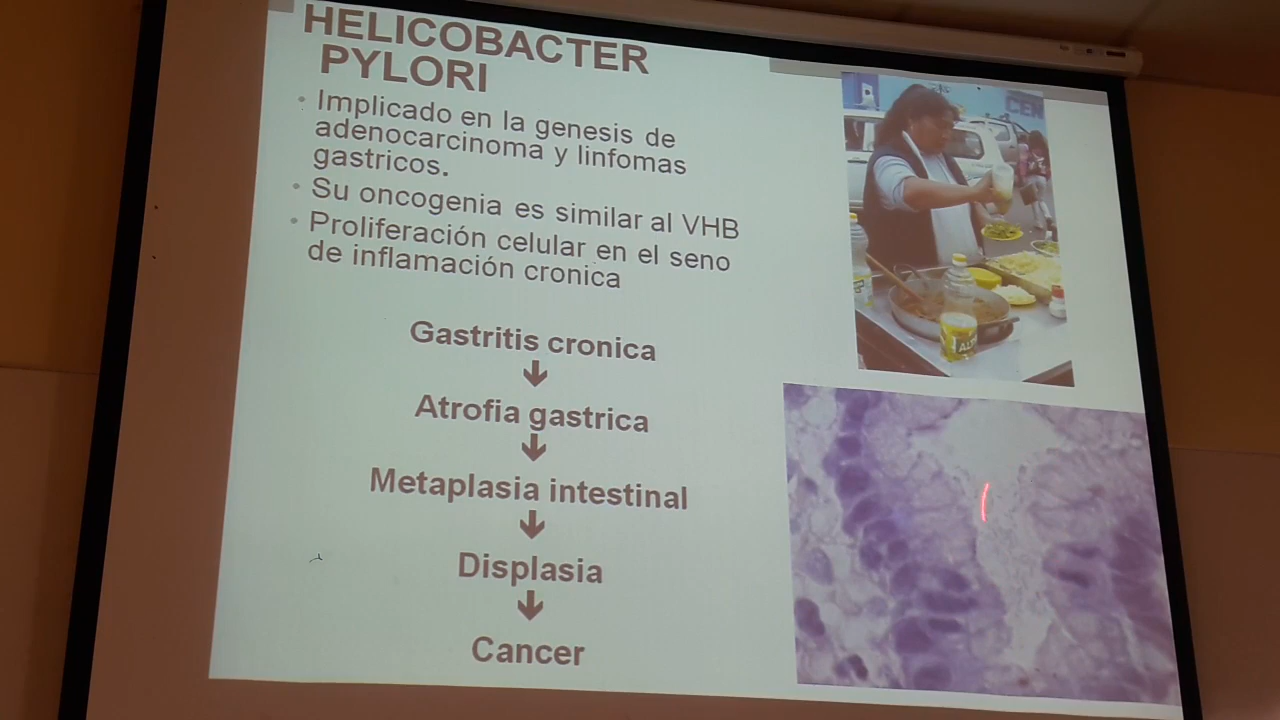 HELICOBACTER
PYLORI
• Implicado en la genesis de
adenocarcinoma y linfomas
gastricos.
• Su oncogenia es similar al VHB
• Proliferación celular en el seno
de inflamación cronica
Gastritis cronica
↓
Atrofia gastrica
↓
Metaplasia intestinal
↓
Displasia
↓
Cancer
CEN